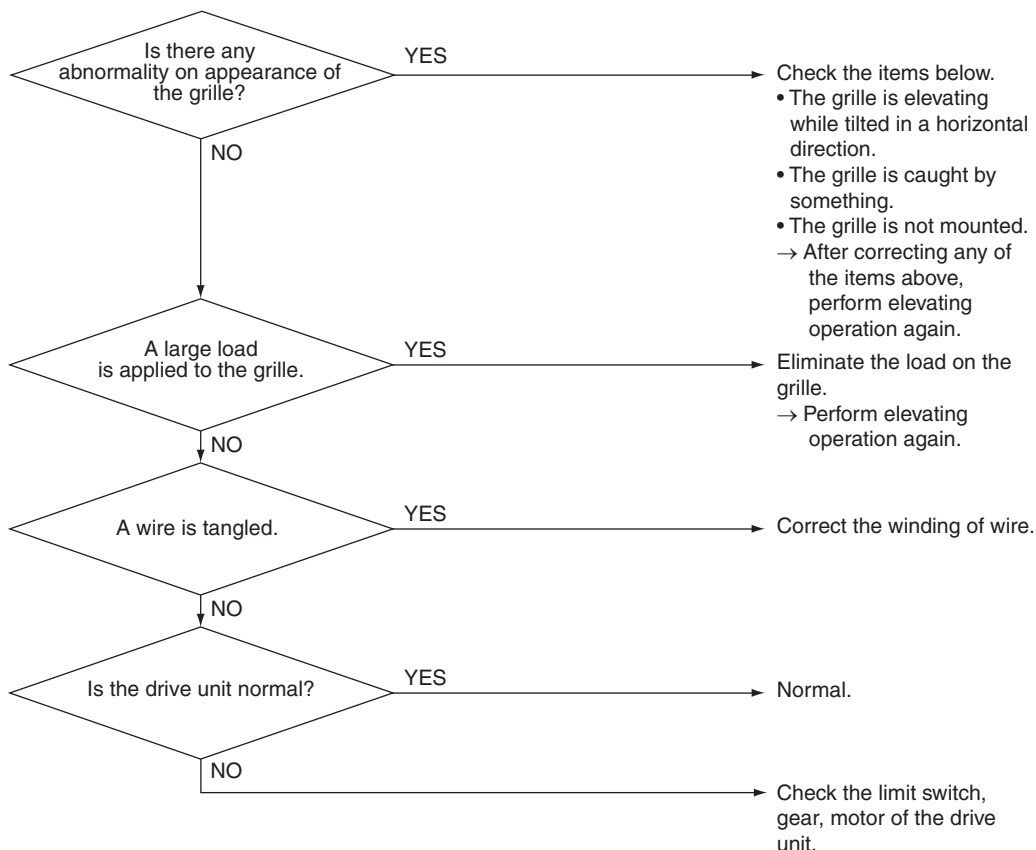 Is there any
abnormality on appearance of
the grille?
YES
Check the items below.
• The grille is elevating
while tilted in a horizontal
direction.
• The grille is caught by
something.
• The grille is not mounted.
→ After correcting any of
the items above,
perform elevating
operation again.
NO
A large load
is applied to the grille.
YES
Eliminate the load on the
grille.
→ Perform elevating
operation again.
NO
A wire is tangled.
YES
Correct the winding of wire.
NO
Is the drive unit normal?
YES
Normal.
NO
Check the limit switch,
gear, motor of the drive
unit.